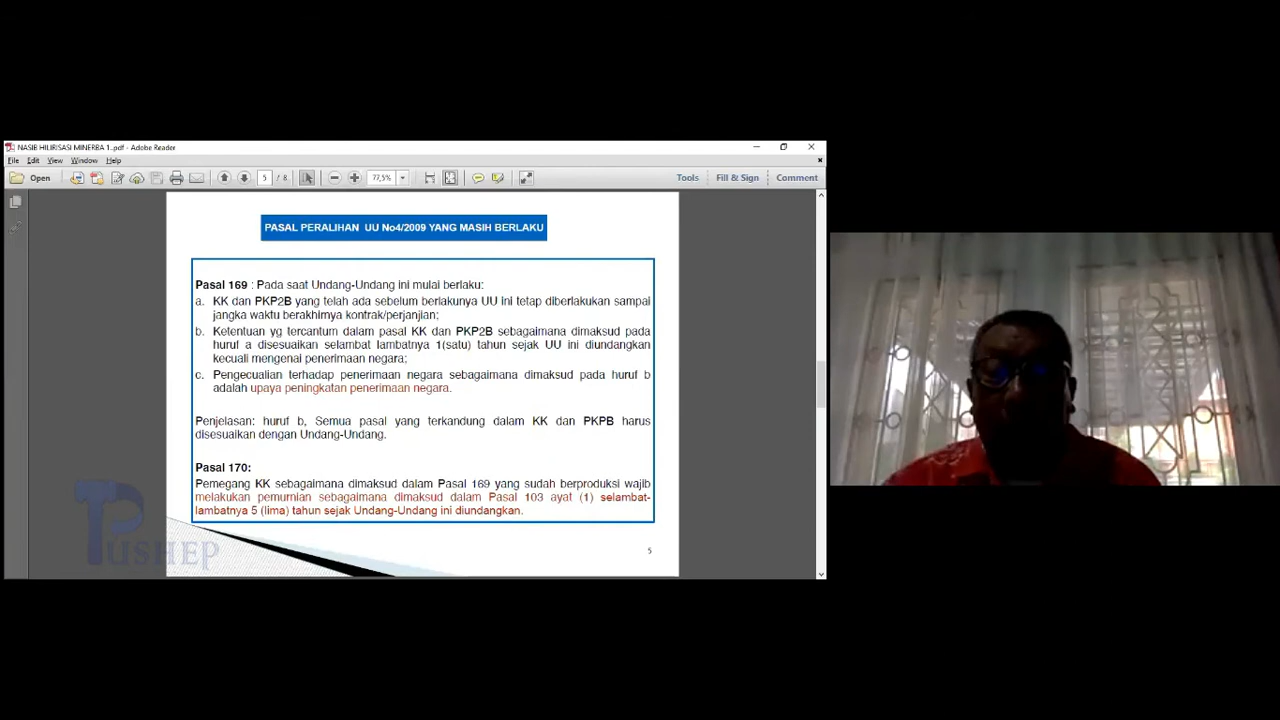 NASIB HILIRISASI MINERBA 1..pdf - Adobe Reader
File Edit View Window Help
Open 5 / 8 77,5% Tools Fill & Sign Comment
PASAL PERALIHAN UU No4/2009 YANG MASIH BERLAKU
Pasal 169 : Pada saat Undang-Undang ini mulai berlaku:
a. KK dan PKP2B yang telah ada sebelum berlakunya UU ini tetap diberlakukan sampai
jangka waktu berakhirnya kontrak/perjanjian;
b. Ketentuan yg tercantum dalam pasal KK dan PKP2B sebagaimana dimaksud pada
huruf a disesuaikan selambat lambatnya 1(satu) tahun sejak UU ini diundangkan
kecuali mengenai penerimaan negara;
c. Pengecualian terhadap penerimaan negara sebagaimana dimaksud pada huruf b
adalah upaya peningkatan penerimaan negara.
Penjelasan: huruf b, Semua pasal yang terkandung dalam KK dan PKPB harus
disesuaikan dengan Undang-Undang.
Pasal 170:
Pemegang KK sebagaimana dimaksud dalam Pasal 169 yang sudah berproduksi wajib
melakukan pemurnian sebagaimana dimaksud dalam Pasal 103 ayat (1) selambat-
lambatnya 5 (lima) tahun sejak Undang-Undang ini diundangkan.
PUSHEP
5